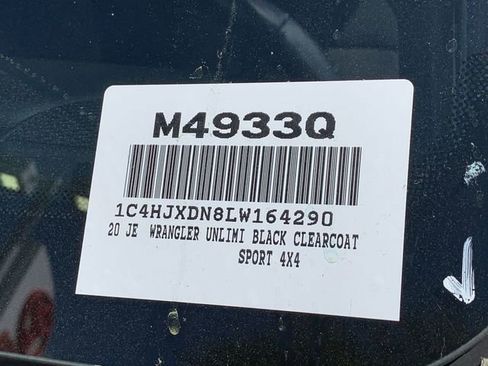 M4933Q
1C4HJXDN8LW164290
20 JE WRANGLER UNLIMI BLACK CLEARCOAT
SPORT 4X4